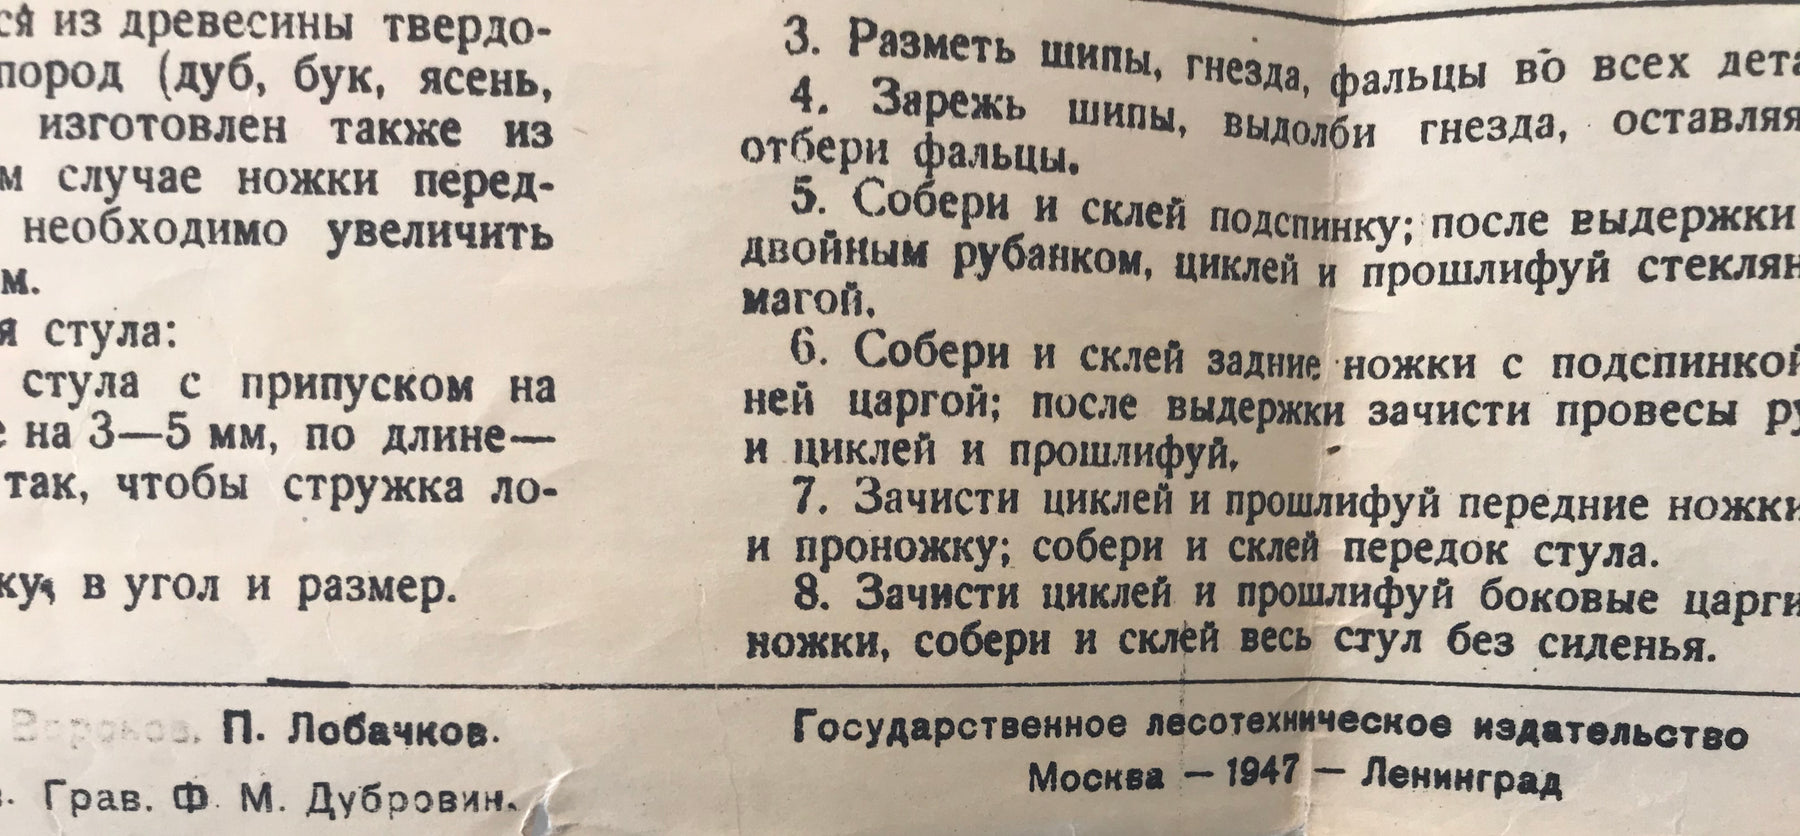 ся из древесины твердо-
пород (дуб, бук, ясень,
изготовлен также из
м случае ножки перед-
необходимо увеличить
м.
я стула:
стула с припуском на
е на 3—5 мм, по длине—
так, чтобы стружка ло-
ку, в угол и размер.
Воронов. П. Лобачков.
Грав. Ф. М. Дубровин.
3. Разметь шипы, гнезда, фальцы во всех дета
4. Зарежь шипы, выдолби гнезда, оставляя
отбери фальцы.
5. Собери и склей подспинку; после выдержки
двойным рубанком, циклей и прошлифуй стеклян
магой.
6. Собери и склей задние ножки с подспинкой
ней царгой; после выдержки зачисти провесы ру
и циклей и прошлифуй.
7. Зачисти циклей и прошлифуй передние ножки
и проножку; собери и склей передок стула.
8. Зачисти циклей и прошлифуй боковые царги
ножки, собери и склей весь стул без сиденья.
Государственное лесотехническое издательство
Москва — 1947 — Ленинград